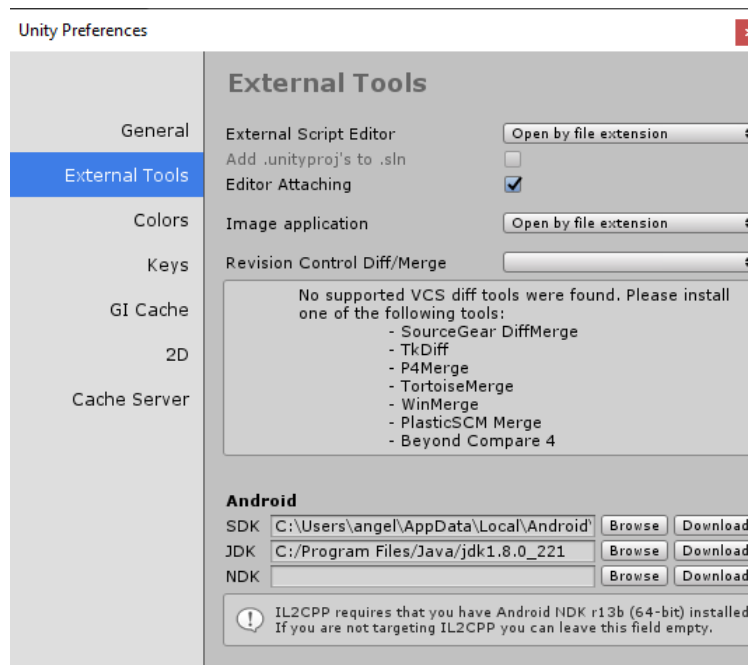 Unity Preferences
External Tools
General
External Tools
Colors
Keys
GI Cache
2D
Cache Server
External Script Editor
Open by file extension
Add .unityproj's to .sln
Editor Attaching
Image application
Open by file extension
Revision Control Diff/Merge
No supported VCS diff tools were found. Please install
one of the following tools:
- SourceGear DiffMerge
- TkDiff
- P4Merge
- TortoiseMerge
- WinMerge
- PlasticSCM Merge
- Beyond Compare 4
Android
SDK C:\Users\angel\AppData\Local\Android\ Browse Download
JDK C:/Program Files/Java/jdk1.8.0_221 Browse Download
NDK Browse Download
IL2CPP requires that you have Android NDK r13b (64-bit) installed
If you are not targeting IL2CPP you can leave this field empty.